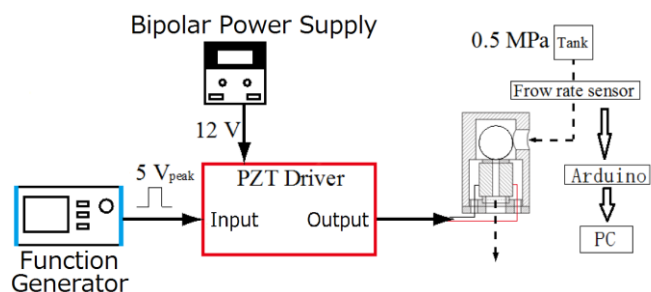 Bipolar Power Supply
0.5 MPa
Tank
Frow rate sensor
12 V
5 Vpeak
PZT Driver
Input
Output
Arduino
PC
Function
Generator